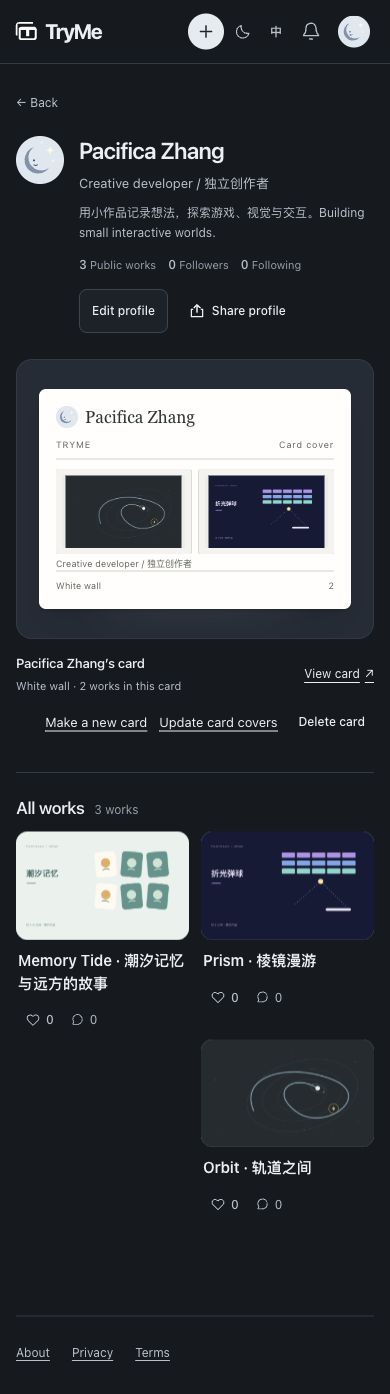 TryMe
中
← Back
Pacifica Zhang
Creative developer / 独立创作者
用小作品记录想法，探索游戏、视觉与交互。Building
small interactive worlds.
3 Public works 0 Followers 0 Following
Edit profile
Share profile
Pacifica Zhang
TRYME Card cover
折光弹球
Creative developer / 独立创作者
White wall 2
Pacifica Zhang's card
White wall · 2 works in this card
View card ↗
Make a new card Update card covers Delete card
All works 3 works
潮汐记忆
折光弹球
Memory Tide · 潮汐记忆
与远方的故事
0 0
Prism · 棱镜漫游
0 0
Orbit · 轨道之间
0 0
About Privacy Terms